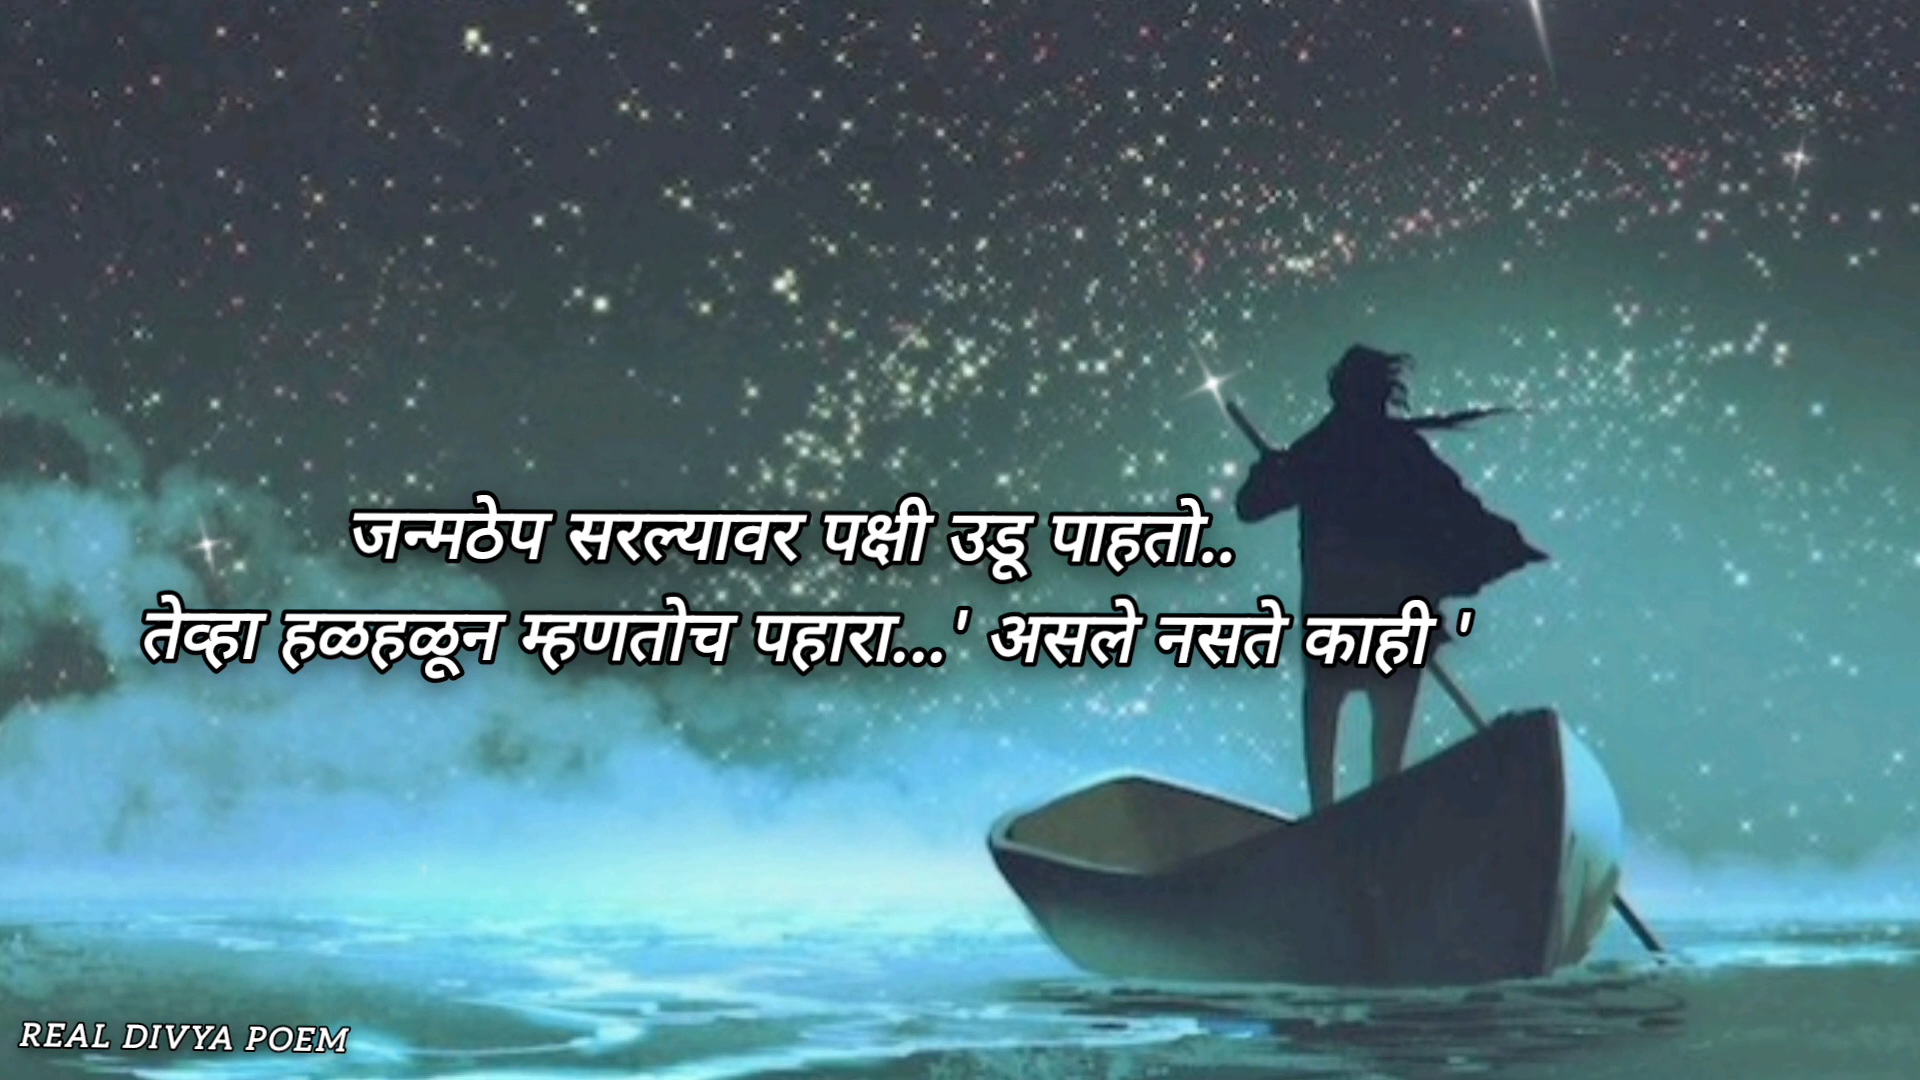 जन्मठेप सरल्यावर पक्षी उडू पाहतो..
तेव्हा हळहळून म्हणतोच पहारा...' असले नसते काही '
REAL DIVYA POEM